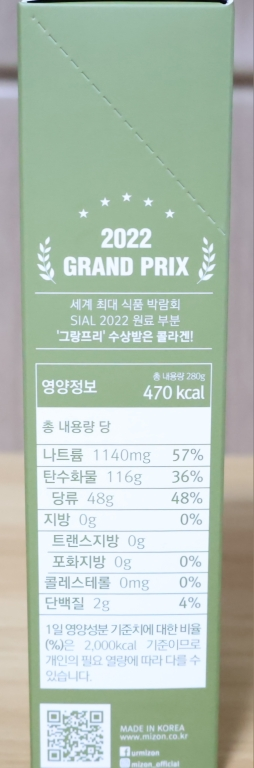 2022
GRAND PRIX
세계 최대 식품 박람회
SIAL 2022 원료 부분
'그랑프리' 수상받은 콜라겐!
영양정보
총 내용량 280g
470 kcal
총 내용량 당
나트륨 1140mg 57%
탄수화물 116g 36%
당류 48g 48%
지방 0g 0%
트랜스지방 0g
포화지방 0g 0%
콜레스테롤 0mg 0%
단백질 2g 4%
1일 영양성분 기준치에 대한 비율
(%)은 2,000kcal 기준이므로
개인의 필요 열량에 따라 다를 수
있습니다.
MADE IN KOREA
www.mizon.co.kr
urmizon
mizon_official